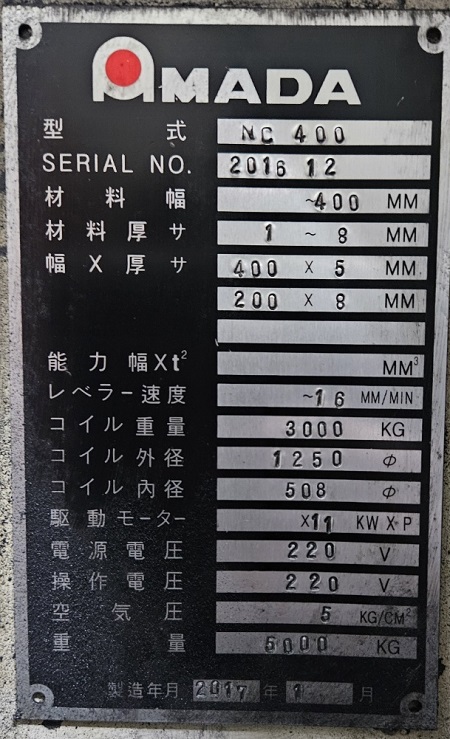 AMADA
型 式 NC 400
SERIAL NO. 2016 12
材 料 幅 ~400 MM
材 料 厚 サ 1 ~ 8 MM
幅 X 厚 サ 400 X 5 MM
200 X 8 MM
能 力 幅 X t² MM³
レベラー速度 ~16 MM/MIN
コイル重量 3000 KG
コイル外径 1250 Φ
コイル内径 508 Φ
駆動モーター X11 KW X P
電源電圧 220 V
操作電圧 220 V
空 気 圧 5 KG/CM²
重 量 5000 KG
製造年月 2017 年 1 月